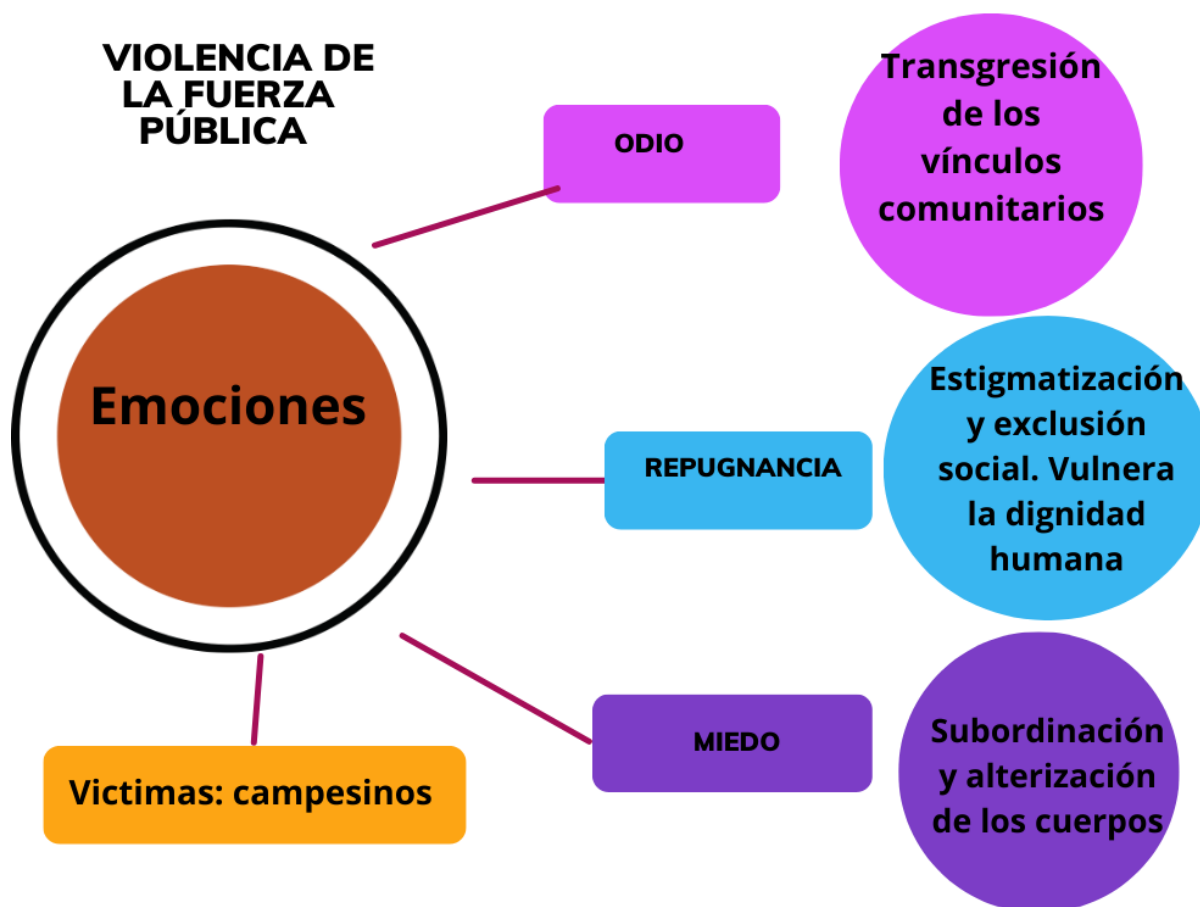 VIOLENCIA DE
LA FUERZA
PÚBLICA
Emociones
Victimas: campesinos
ODIO
Transgresión
de los
vínculos
comunitarios
REPUGNANCIA
Estigmatización
y exclusión
social. Vulnera
la dignidad
humana
MIEDO
Subordinación
y alterización
de los cuerpos